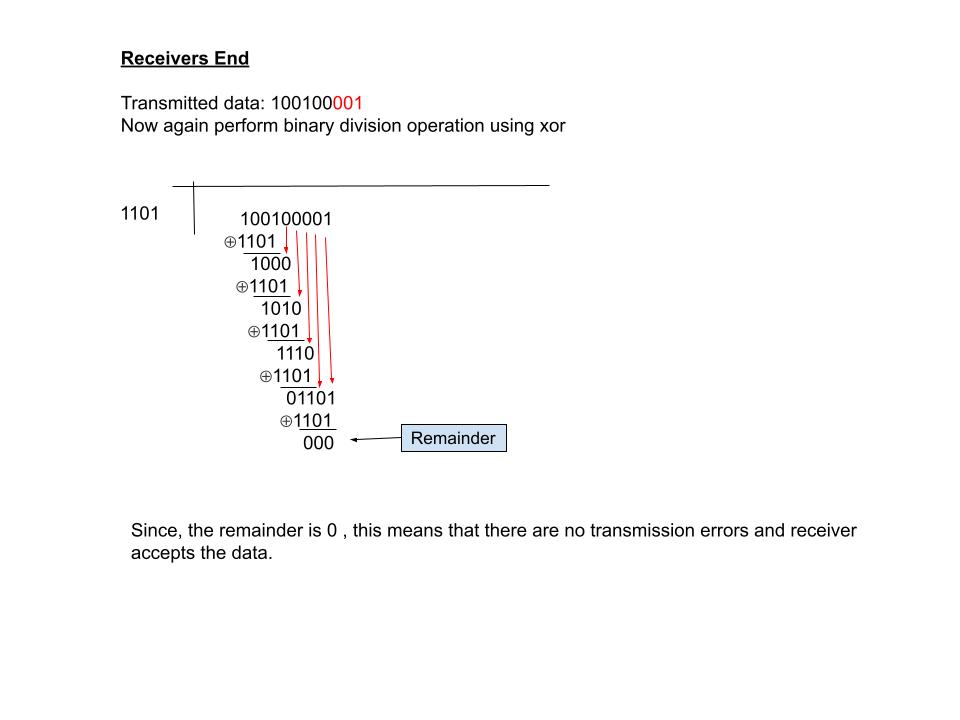 Receivers End
Transmitted data: 100100001
Now again perform binary division operation using xor
1101
100100001
⊕1101
1000
⊕1101
1010
⊕1101
1110
⊕1101
01101
⊕1101
000
Remainder
Since, the remainder is 0 , this means that there are no transmission errors and receiver
accepts the data.